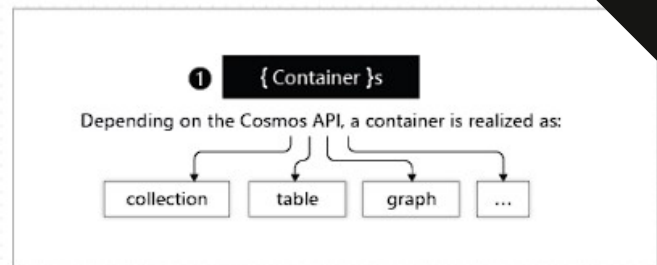 ❶ { Container }s
Depending on the Cosmos API, a container is realized as:
collection table graph ...